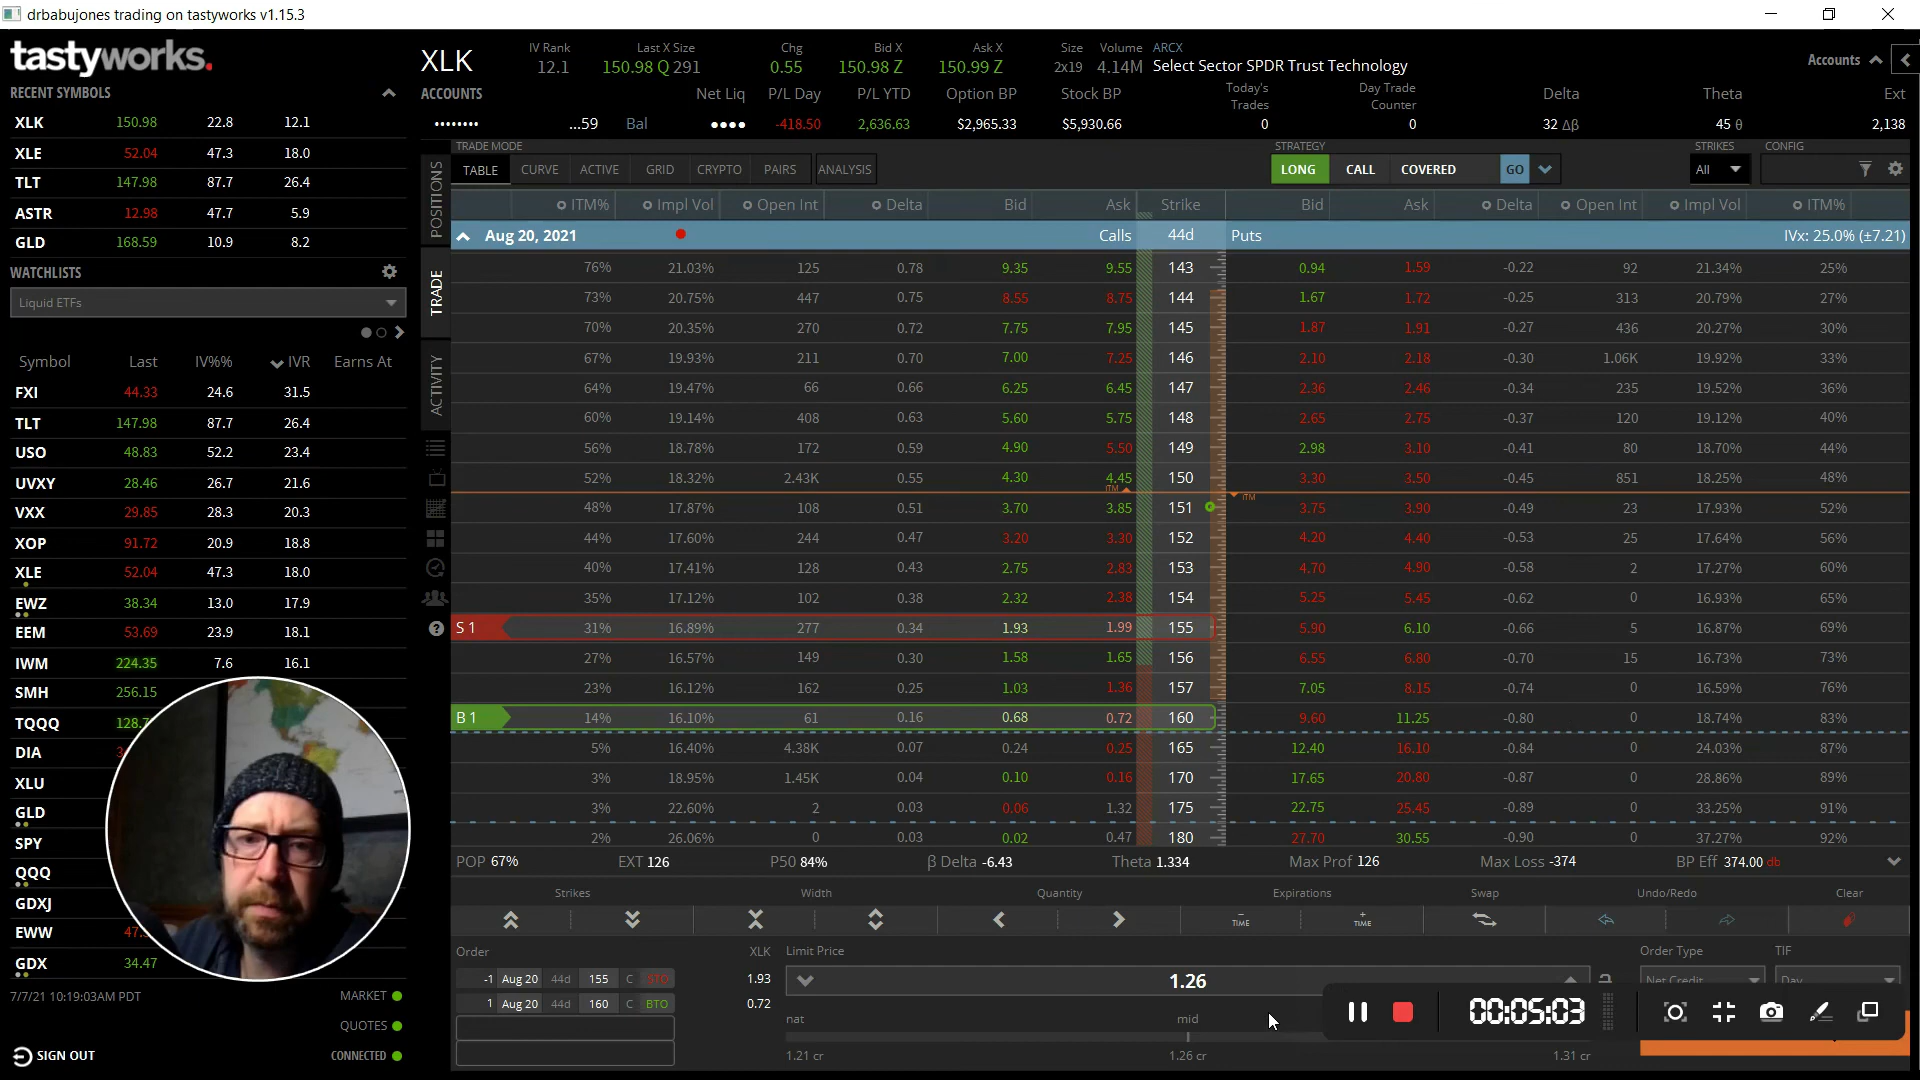 drbabujones trading on tastyworks v1.15.3
tastyworks.
RECENT SYMBOLS
XLK 150.98 22.8 12.1
XLE 52.04 47.3 18.0
TLT 147.98 87.7 26.4
ASTR 12.98 47.7 5.9
GLD 168.59 10.9 8.2
WATCHLISTS
Liquid ETFs
Symbol Last IV%% IVR Earns At
FXI 44.33 24.6 31.5
TLT 147.98 87.7 26.4
USO 48.83 52.2 23.4
UVXY 28.46 26.7 21.6
VXX 29.85 28.3 20.3
XOP 91.72 20.9 18.8
XLE 52.04 47.3 18.0
EWZ 38.34 13.0 17.9
EEM 53.69 23.9 18.1
IWM 224.35 7.6 16.1
SMH 256.15
TQQQ
DIA
XLU
GLD
SPY
QQQ
GDXJ
EWW
GDX 34.47
7/7/21 10:19:03AM PDT
MARKET
QUOTES
SIGN OUT CONNECTED
XLK
IV Rank Last X Size Chg Bid X Ask X Size Volume ARCX
12.1 150.98 Q 291 0.55 150.98 Z 150.99 Z 2x19 4.14M Select Sector SPDR Trust Technology
Accounts
ACCOUNTS Net Liq P/L Day P/L YTD Option BP Stock BP Today's Trades Day Trade Counter Delta Theta Ext
•••••••• ...59 Bal •••• -418.50 2,636.63 $2,965.33 $5,930.66 0 0 32 Δβ 45 θ 2,138
TRADE MODE STRATEGY STRIKES CONFIG
TABLE CURVE ACTIVE GRID CRYPTO PAIRS ANALYSIS LONG CALL COVERED GO All
POSITIONS
TRADE
ACTIVITY
ITM% Impl Vol Open Int Delta Bid Ask Strike Bid Ask Delta Open Int Impl Vol ITM%
Aug 20, 2021 Calls 44d Puts IVx: 25.0% (±7.21)
76% 21.03% 125 0.78 9.35 9.55 143 0.94 1.59 -0.22 92 21.34% 25%
73% 20.75% 447 0.75 8.55 8.75 144 1.67 1.72 -0.25 313 20.79% 27%
70% 20.35% 270 0.72 7.75 7.95 145 1.87 1.91 -0.27 436 20.27% 30%
67% 19.93% 211 0.70 7.00 7.25 146 2.10 2.18 -0.30 1.06K 19.92% 33%
64% 19.47% 66 0.66 6.25 6.45 147 2.36 2.46 -0.34 235 19.52% 36%
60% 19.14% 408 0.63 5.60 5.75 148 2.65 2.75 -0.37 120 19.12% 40%
56% 18.78% 172 0.59 4.90 5.50 149 2.98 3.10 -0.41 80 18.70% 44%
52% 18.32% 2.43K 0.55 4.30 4.45 150 3.30 3.50 -0.45 851 18.25% 48%
ITM ITM
48% 17.87% 108 0.51 3.70 3.85 151 3.75 3.90 -0.49 23 17.93% 52%
44% 17.60% 244 0.47 3.20 3.30 152 4.20 4.40 -0.53 25 17.64% 56%
40% 17.41% 128 0.43 2.75 2.83 153 4.70 4.90 -0.58 2 17.27% 60%
35% 17.12% 102 0.38 2.32 2.38 154 5.25 5.45 -0.62 0 16.93% 65%
S 1 31% 16.89% 277 0.34 1.93 1.99 155 5.90 6.10 -0.66 5 16.87% 69%
27% 16.57% 149 0.30 1.58 1.65 156 6.55 6.80 -0.70 15 16.73% 73%
23% 16.12% 162 0.25 1.03 1.36 157 7.05 8.15 -0.74 0 16.59% 76%
B 1 14% 16.10% 61 0.16 0.68 0.72 160 9.60 11.25 -0.80 0 18.74% 83%
5% 16.40% 4.38K 0.07 0.24 0.25 165 12.40 16.10 -0.84 0 24.03% 87%
3% 18.95% 1.45K 0.04 0.10 0.16 170 17.65 20.80 -0.87 0 28.86% 89%
3% 22.60% 2 0.03 0.06 1.32 175 22.75 25.45 -0.89 0 33.25% 91%
2% 26.06% 0 0.03 0.02 0.47 180 27.70 30.55 -0.90 0 37.27% 92%
POP 67% EXT 126 P50 84% β Delta -6.43 Theta 1.334 Max Prof 126 Max Loss -374 BP Eff 374.00 db
Strikes Width Quantity Expirations Swap Undo/Redo Clear
TIME TIME
Order XLK Limit Price Order Type TIF
-1 Aug 20 44d 155 C STO 1.93 1.26 Net Credit Day
1 Aug 20 44d 160 C BTO 0.72
nat mid
1.21 cr 1.26 cr 1.31 cr
00:05:03